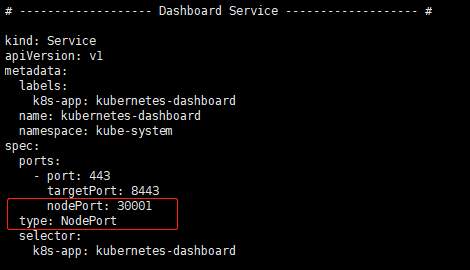 # ------------------- Dashboard Service ------------------- #
kind: Service
apiVersion: v1
metadata:
  labels:
    k8s-app: kubernetes-dashboard
  name: kubernetes-dashboard
  namespace: kube-system
spec:
  ports:
    - port: 443
      targetPort: 8443
      nodePort: 30001
  type: NodePort
  selector:
    k8s-app: kubernetes-dashboard